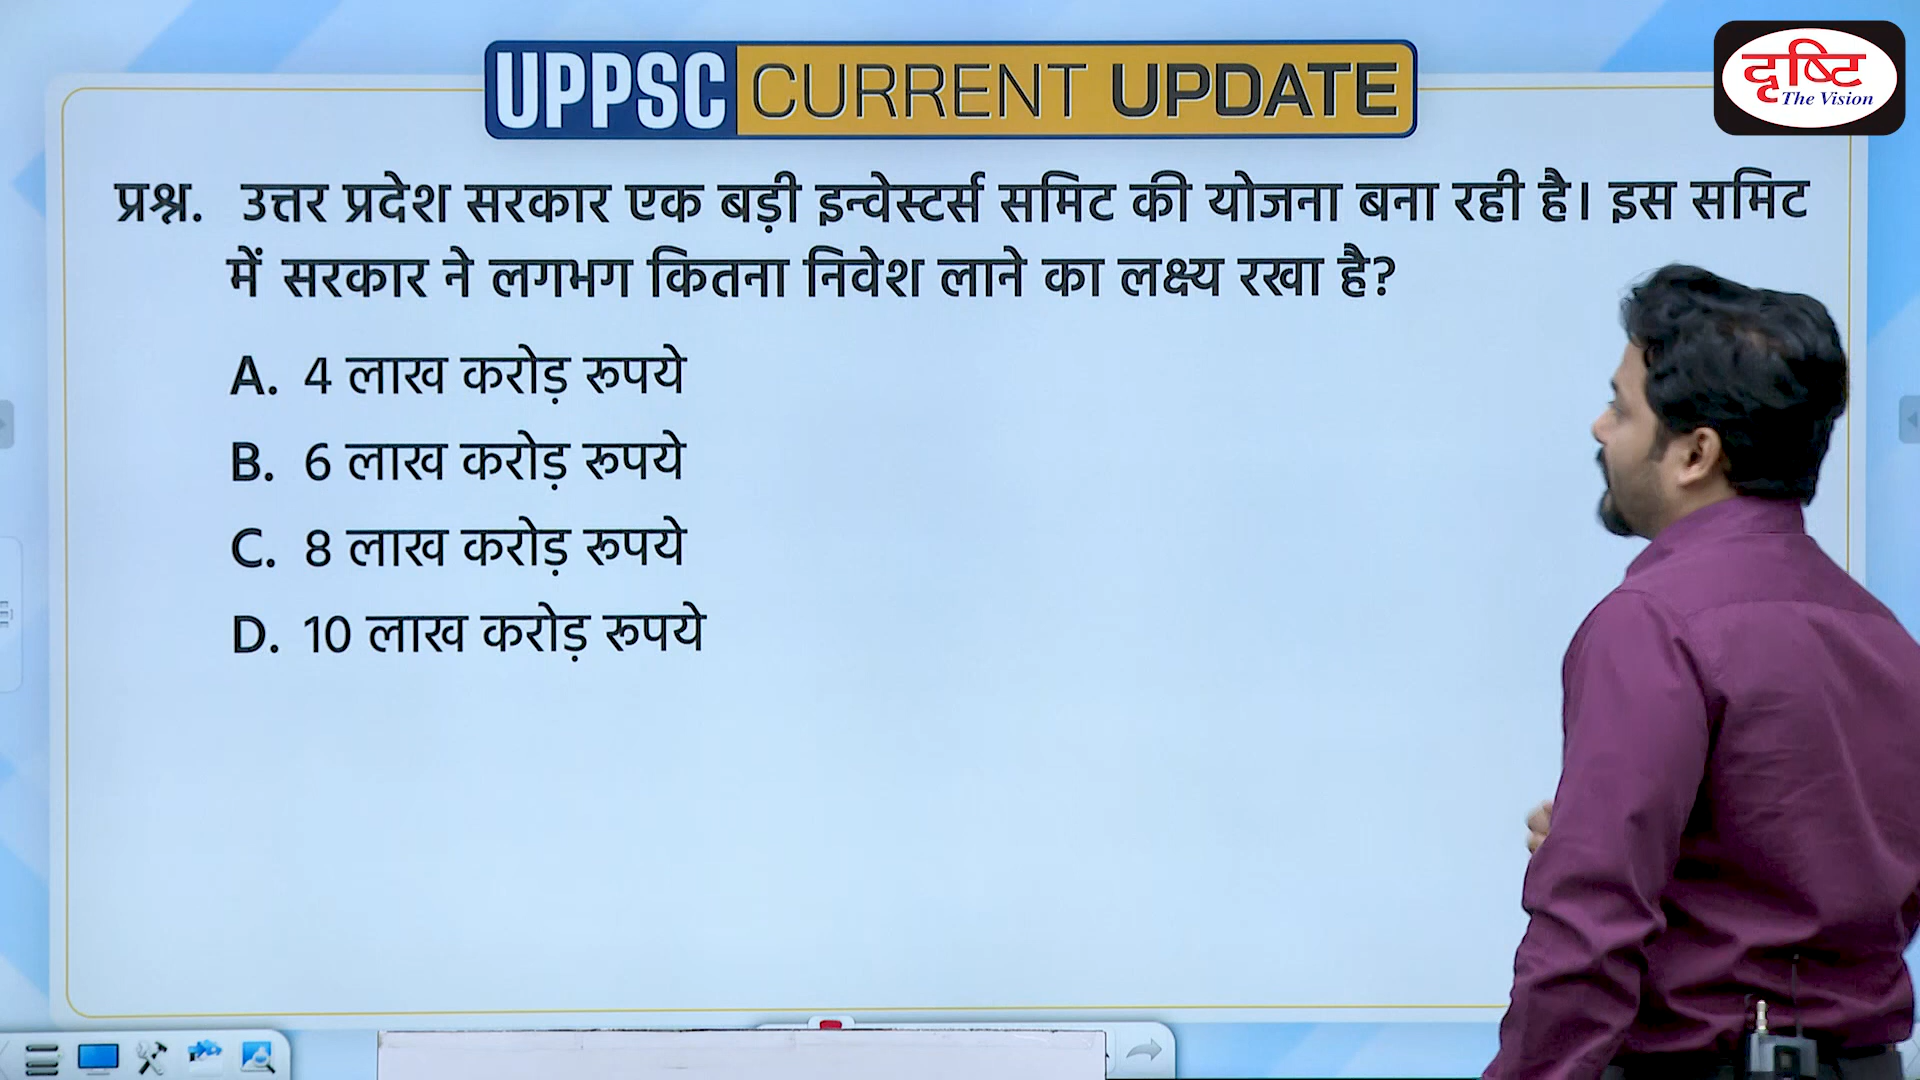 UPPSC CURRENT UPDATE
दृष्टि
The Vision
प्रश्न. उत्तर प्रदेश सरकार एक बड़ी इन्वेस्टर्स समिट की योजना बना रही है। इस समिट
में सरकार ने लगभग कितना निवेश लाने का लक्ष्य रखा है?
A. 4 लाख करोड़ रुपये
B. 6 लाख करोड़ रुपये
C. 8 लाख करोड़ रुपये
D. 10 लाख करोड़ रुपये